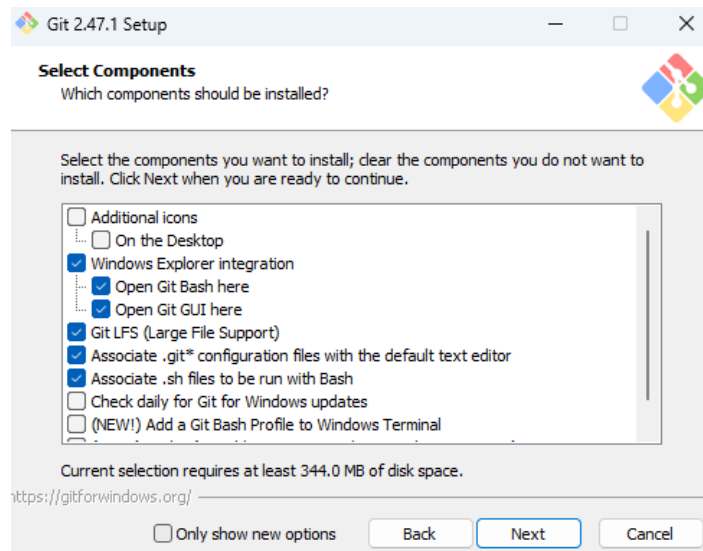 Git 2.47.1 Setup
Select Components
Which components should be installed?
Select the components you want to install; clear the components you do not want to
install. Click Next when you are ready to continue.
Additional icons
On the Desktop
Windows Explorer integration
Open Git Bash here
Open Git GUI here
Git LFS (Large File Support)
Associate .git* configuration files with the default text editor
Associate .sh files to be run with Bash
Check daily for Git for Windows updates
(NEW!) Add a Git Bash Profile to Windows Terminal
Current selection requires at least 344.0 MB of disk space.
https://gitforwindows.org/
Only show new options Back Next Cancel